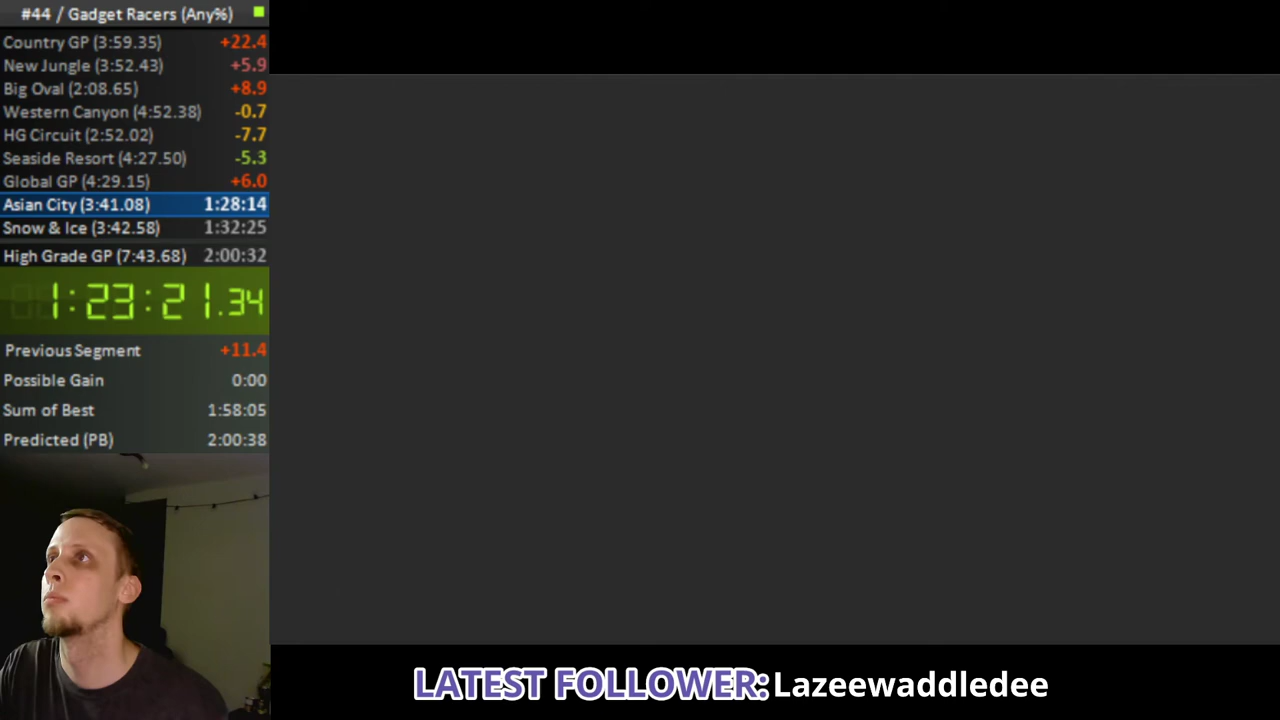 #44 / Gadget Racers (Any%)
Country GP (3:59.35) +22.4
New Jungle (3:52.43) +5.9
Big Oval (2:08.65) +8.9
Western Canyon (4:52.38) -0.7
HG Circuit (2:52.02) -7.7
Seaside Resort (4:27.50) -5.3
Global GP (4:29.15) +6.0
Asian City (3:41.08) 1:28:14
Snow & Ice (3:42.58) 1:32:25
High Grade GP (7:43.68) 2:00:32
1:23:21.34
Previous Segment +11.4
Possible Gain 0:00
Sum of Best 1:58:05
Predicted (PB) 2:00:38
LATEST FOLLOWER: Lazeewaddledee